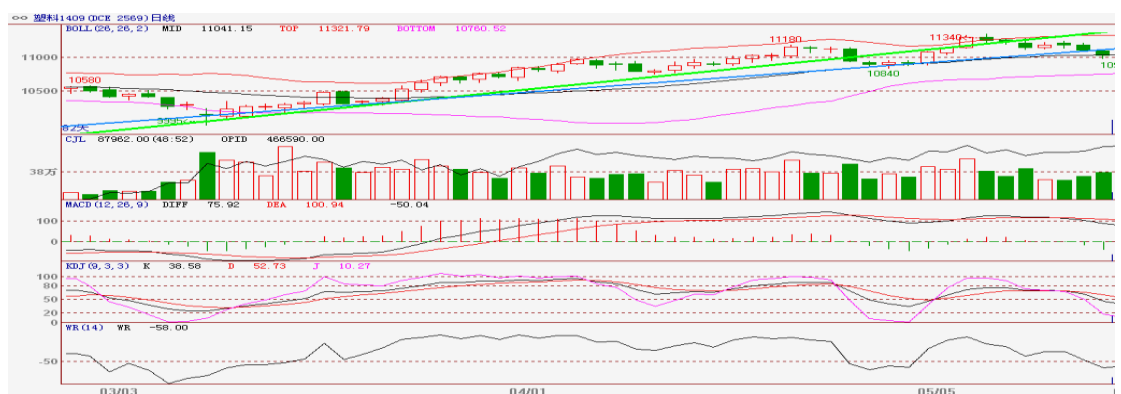 塑料1409(DCE 2569)日线
BOLL(26,26,2) MID 11041.15 TOP 11321.79 BOTTOM 10760.52
11180
11340
11000
10580
10840
10500
82天
CJL 87962.00(48:52) OPID 466590.00
38万
MACD(12,26,9) DIFF 75.92 DEA 100.94 -50.04
100
0
KDJ(9,3,3) K 38.58 D 52.73 J 10.27
100
80
50
20
0
WR(14) WR -58.00
-50
03/03 04/01 05/05